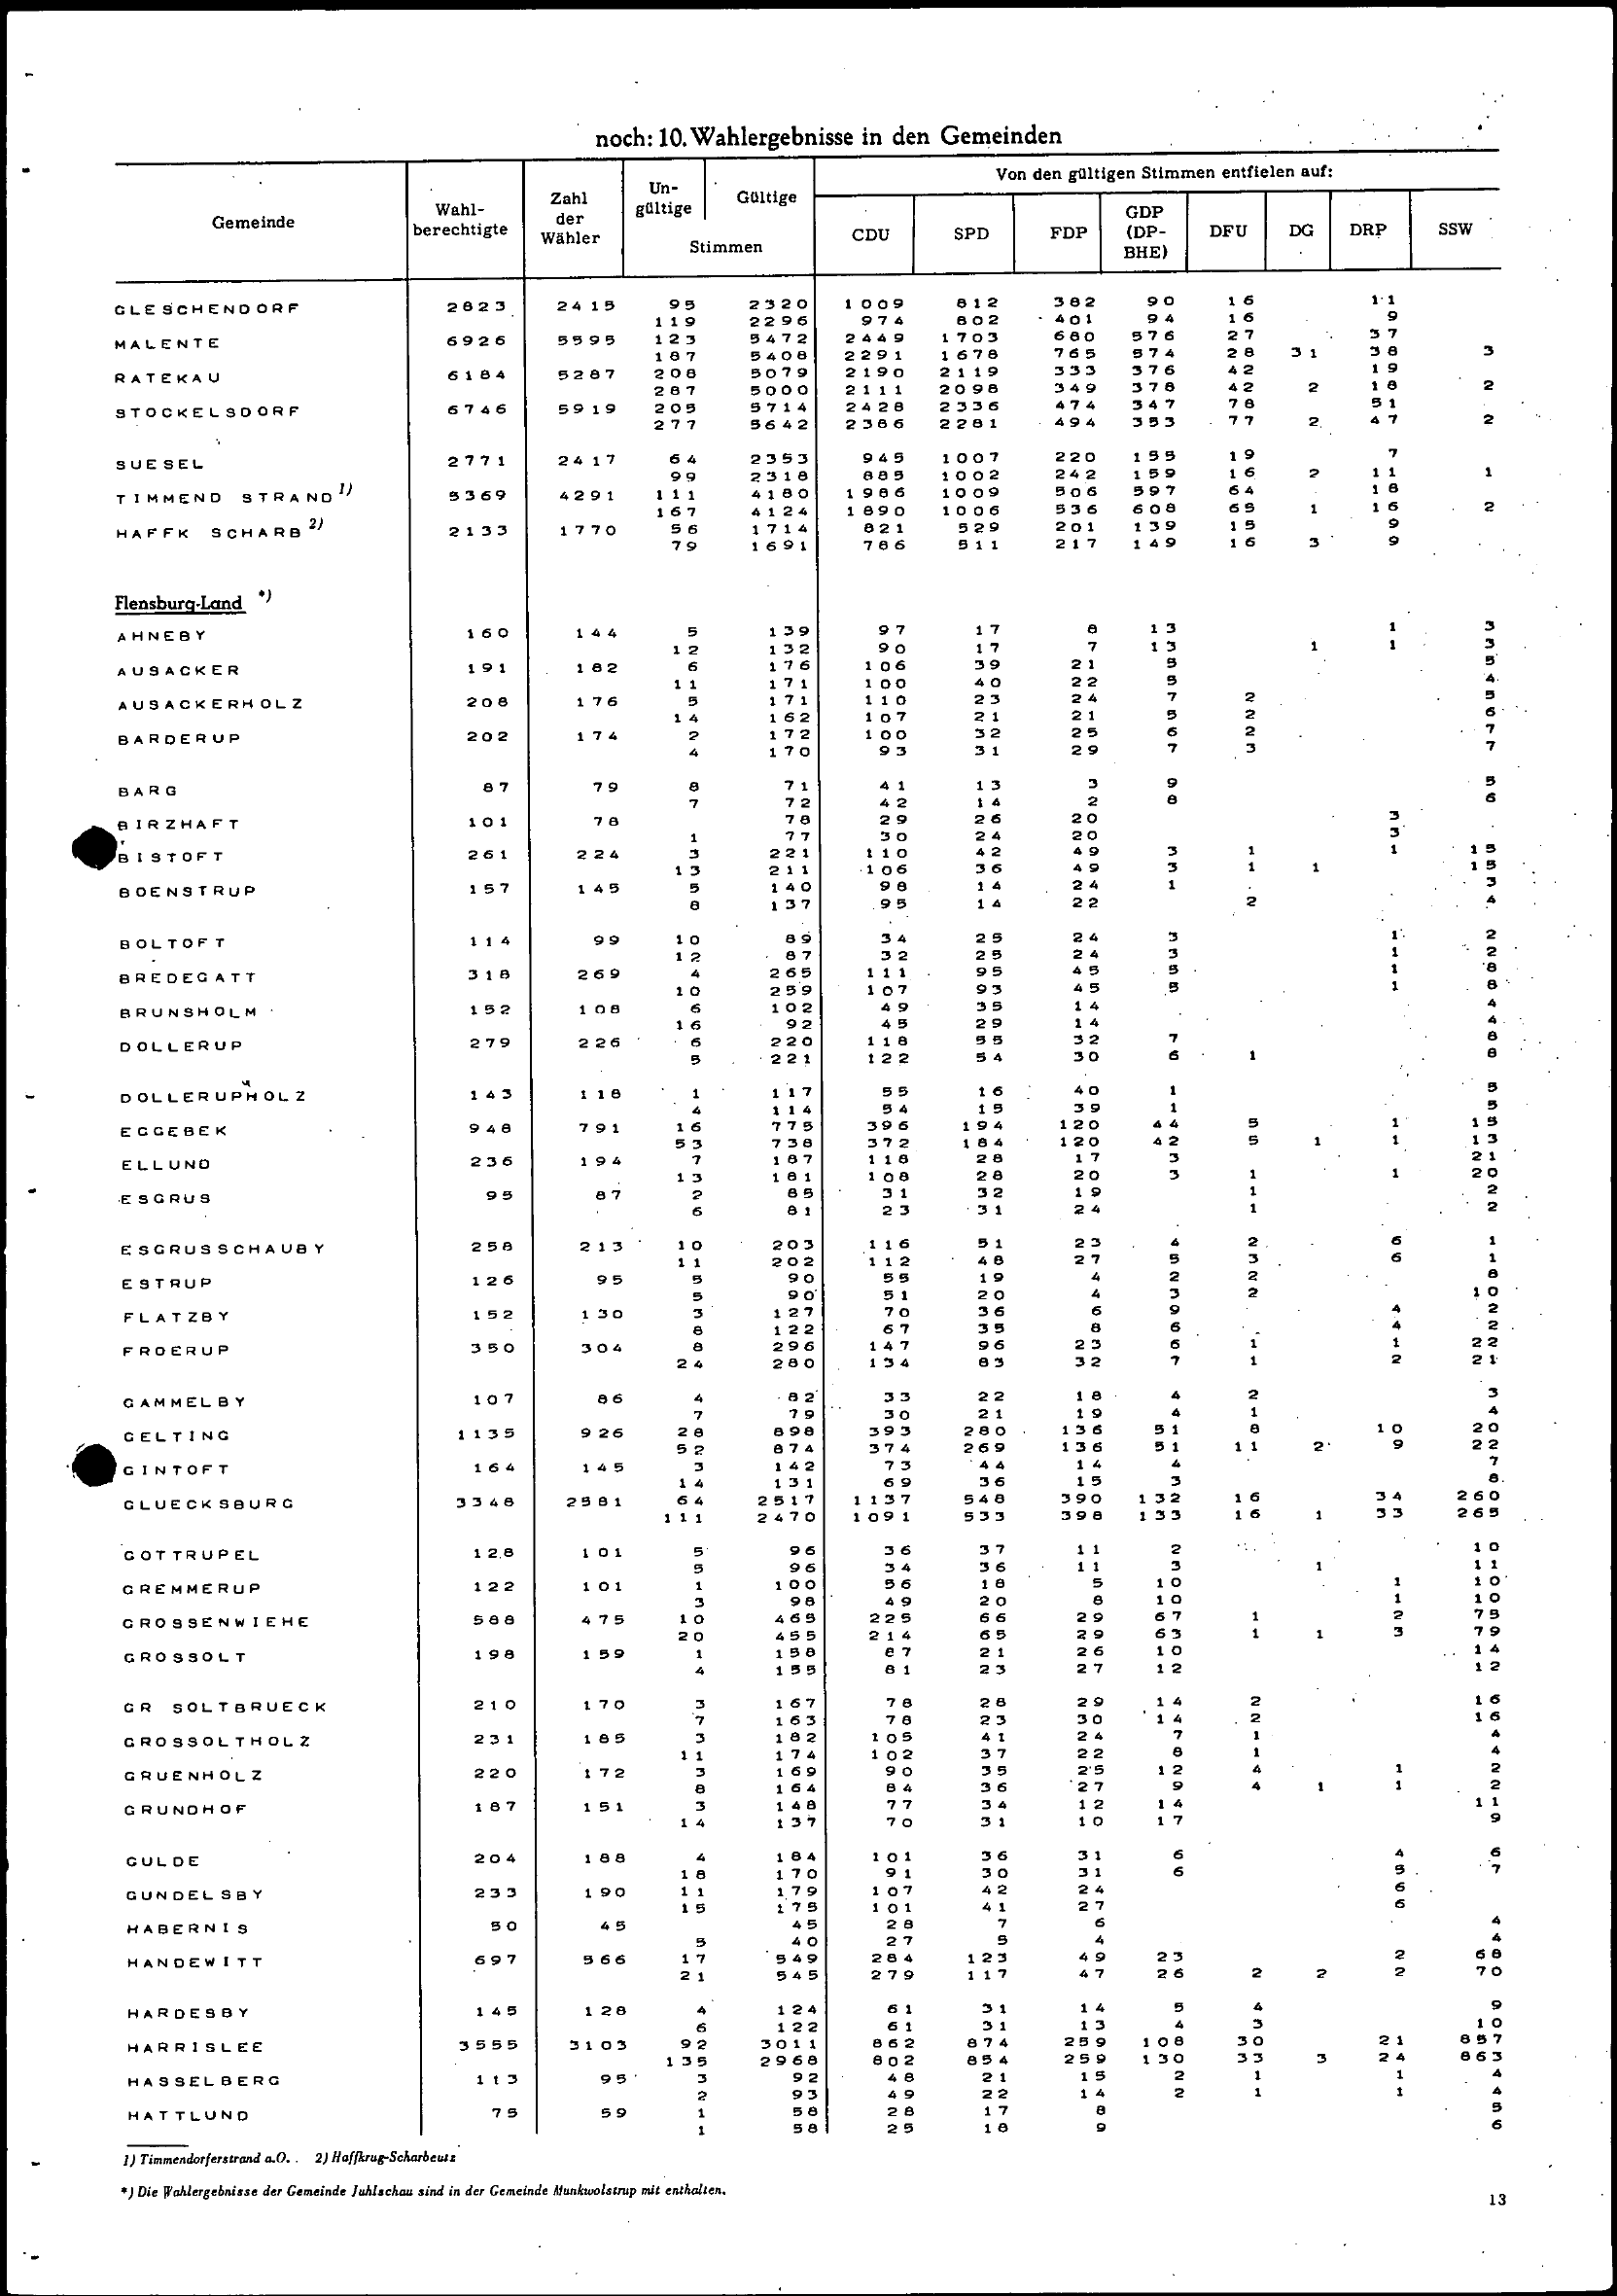 noch: 10. Wahlergebnisse in den Gemeinden
Gemeinde Wahl-berechtigte Zahl der Wähler Un-gültige Gültige Stimmen Von den gültigen Stimmen entfielen auf:
CDU SPD FDP GDP (DP-BHE) DFU DG DRP SSW
GLESCHENDORF 2823 2415 95 2320 1009 812 382 90 16 11
119 2296 974 802 401 94 16 9
MALENTE 6926 5595 123 5472 2449 1703 680 576 27 37
187 5408 2291 1678 765 574 28 31 38 3
RATEKAU 6184 5287 208 5079 2190 2119 333 376 42 19
287 5000 2111 2098 349 378 42 2 18 2
STOCKELSDORF 6746 5919 205 5714 2428 2336 474 347 78 51
277 5642 2386 2281 494 353 77 2 47 2
SUESEL 2771 2417 64 2353 945 1007 220 155 19 7
99 2318 885 1002 242 159 16 2 11 1
TIMMEND STRAND 1) 5369 4291 111 4180 1986 1009 506 597 64 18
167 4124 1890 1006 536 608 65 1 16 2
HAFFK SCHARB 2) 2133 1770 56 1714 821 529 201 139 15 9
79 1691 786 511 217 149 16 3 9
Flensburg-Land *)
AHNEBY 160 144 5 139 97 17 8 13 1 3
12 132 90 17 7 13 1 1 3
AUSACKER 191 182 6 176 106 39 21 5 5
11 171 100 40 22 5 4
AUSACKERHOLZ 208 176 5 171 110 23 24 7 2 5
14 162 107 21 21 5 2 6
BARDERUP 202 174 2 172 100 32 25 6 2 7
4 170 93 31 29 7 3 7
BARG 87 79 8 71 41 13 3 9 5
7 72 42 14 2 8 6
BIRZHAFT 101 78 78 29 26 20 3
1 77 30 24 20 3
BISTOFT 261 224 3 221 110 42 49 3 1 1 15
13 211 106 36 49 3 1 1 15
BOENSTRUP 157 145 5 140 98 14 24 1 3
8 137 95 14 22 2 4
BOLTOFT 114 99 10 89 34 25 24 3 1 2
12 87 32 25 24 3 1 2
BREDEGATT 318 269 4 265 111 95 45 5 1 8
10 259 107 93 45 5 1 8
BRUNSHOLM 152 108 6 102 49 35 14 4
16 92 45 29 14 4
DOLLERUP 279 226 6 220 118 55 32 7 8
5 221 122 54 30 6 1 8
DOLLERUPHOLZ 143 118 1 117 55 16 40 1 5
4 114 54 15 39 1 5
EGGEBEK 948 791 16 775 396 194 120 44 5 1 15
53 738 372 184 120 42 5 1 1 13
ELLUND 236 194 7 187 118 28 17 3 21
13 181 108 28 20 3 1 1 20
ESGRUS 95 87 2 85 31 32 19 1 2
6 81 23 31 24 1 2
ESGRUSSCHAUBY 258 213 10 203 116 51 23 4 2 6 1
11 202 112 48 27 5 3 6 1
ESTRUP 126 95 5 90 55 19 4 2 2 8
5 90 51 20 4 3 2 10
FLATZBY 152 130 3 127 70 36 6 9 4 2
8 122 67 35 8 6 4 2
FROERUP 350 304 8 296 147 96 23 6 1 1 22
24 280 134 83 32 7 1 2 21
GAMMELBY 107 86 4 82 33 22 18 4 2 3
7 79 30 21 19 4 1 4
GELTING 1135 926 28 898 393 280 136 51 8 10 20
52 874 374 269 136 51 11 2 9 22
GINTOFT 164 145 3 142 73 44 14 4 7
14 131 69 36 15 3 8
GLUECKSBURG 3348 2581 64 2517 1137 548 390 132 16 34 260
111 2470 1091 533 398 133 16 1 33 265
GOTTRUPEL 128 101 5 96 36 37 11 2 10
5 96 34 36 11 3 1 11
GREMMERUP 122 101 1 100 56 18 5 10 1 10
3 98 49 20 8 10 1 10
GROSSENWIEHE 588 475 10 465 225 66 29 67 1 2 75
20 455 214 65 29 63 1 1 3 79
GROSSOLT 198 159 1 158 87 21 26 10 14
4 155 81 23 27 12 12
GR SOLTBRUECK 210 170 3 167 78 28 29 14 2 16
7 163 78 23 30 14 2 16
GROSSOLTHOLZ 231 185 3 182 105 41 24 7 1 4
11 174 102 37 22 8 1 4
GRUENHOLZ 220 172 3 169 90 35 25 12 4 1 2
8 164 84 36 27 9 4 1 1 2
GRUNDHOF 187 151 3 148 77 34 12 14 11
14 137 70 31 10 17 9
GULDE 204 188 4 184 101 36 31 6 4 6
18 170 91 30 31 6 5 7
GUNDELSBY 233 190 11 179 107 42 24 6
15 175 101 41 27 6
HABERNIS 50 45 45 28 7 6 4
5 40 27 5 4 4
HANDEWITT 697 566 17 549 284 123 49 23 2 68
21 545 279 117 47 26 2 2 2 70
HARDESBY 145 128 4 124 61 31 14 5 4 9
6 122 61 31 13 4 3 10
HARRISLEE 3555 3103 92 3011 862 874 259 108 30 21 857
135 2968 802 854 259 130 33 3 24 863
HASSELBERG 113 95 3 92 48 21 15 2 1 1 4
2 93 49 22 14 2 1 1 4
HATTLUND 75 59 1 58 28 17 8 5
1 58 25 18 9 6
1) Timmendorferstrand a.O. . 2) Haffkrug-Scharbeutz
*) Die Wahlergebnisse der Gemeinde Juhlschau sind in der Gemeinde Munkwolstrup mit enthalten.
13